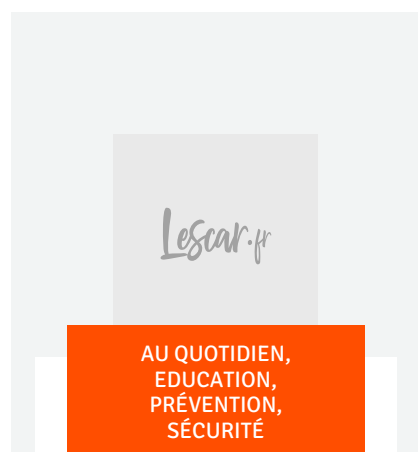 Lescar.fr
AU QUOTIDIEN,
EDUCATION,
PRÉVENTION,
SÉCURITÉ